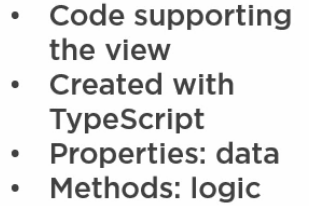 • Code supporting
the view
• Created with
TypeScript
• Properties: data
• Methods: logic